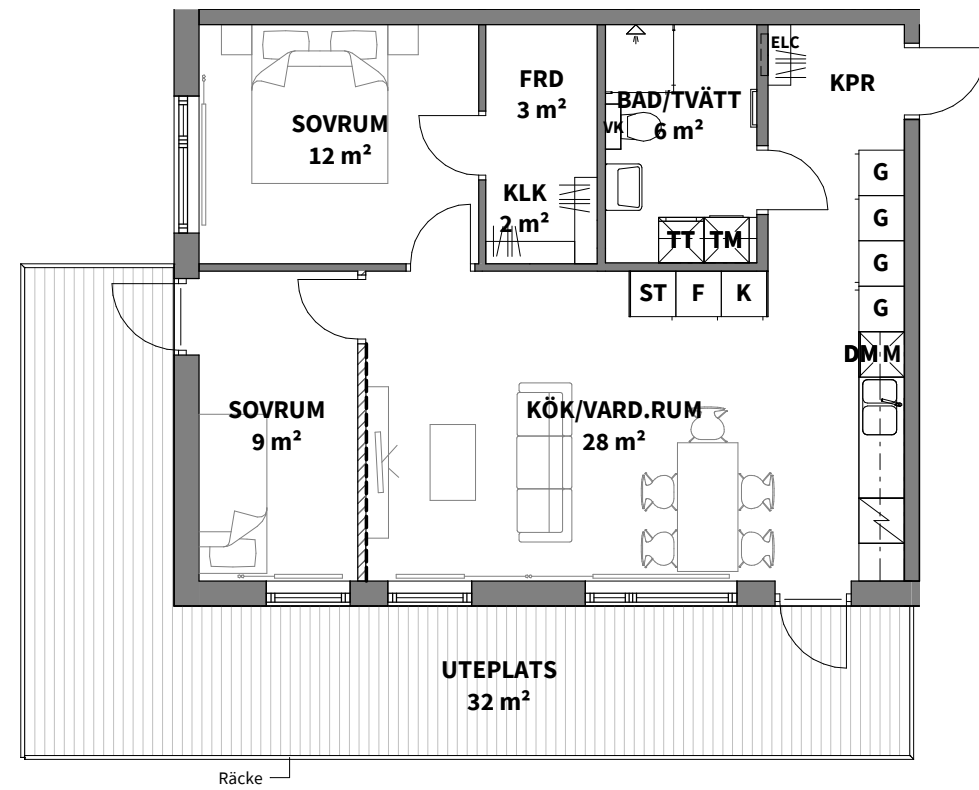 ELC
FRD
3 m²
KPR
BAD/TVÄTT
6 m²
VK
SOVRUM
12 m²
G
KLK
2 m²
G
TT
TM
G
ST
F
K
G
DM M
SOVRUM
9 m²
KÖK/VARD.RUM
28 m²
UTEPLATS
32 m²
Räcke